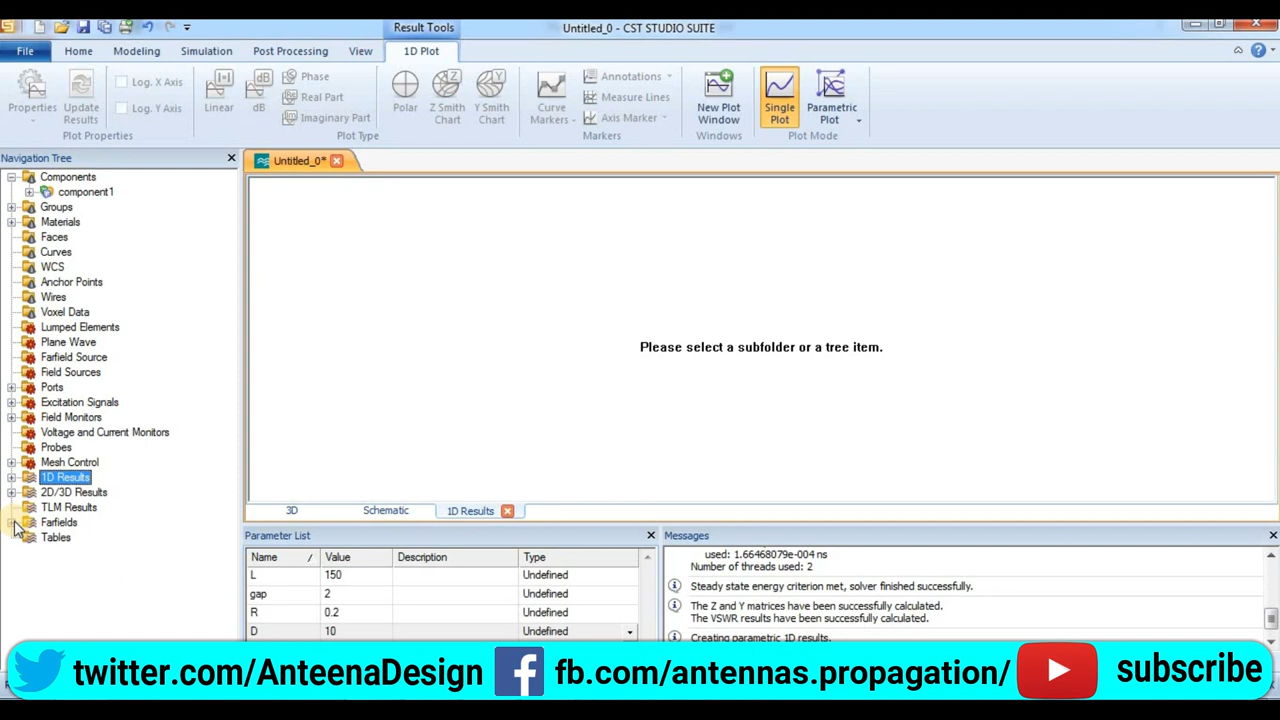 Result Tools
Untitled_0 - CST STUDIO SUITE
File Home Modeling Simulation Post Processing View 1D Plot
Properties
Update Results
Log. X Axis
Log. Y Axis
Plot Properties
Linear
dB
Phase
Real Part
Imaginary Part
Plot Type
Polar
Z Smith Chart
Y Smith Chart
Curve Markers
Annotations
Measure Lines
Axis Marker
Markers
New Plot Window
Windows
Single Plot
Parametric Plot
Plot Mode
Navigation Tree
Components
component1
Groups
Materials
Faces
Curves
WCS
Anchor Points
Wires
Voxel Data
Lumped Elements
Plane Wave
Farfield Source
Field Sources
Ports
Excitation Signals
Field Monitors
Voltage and Current Monitors
Probes
Mesh Control
1D Results
2D/3D Results
TLM Results
Farfields
Tables
Untitled_0*
Please select a subfolder or a tree item.
3D Schematic 1D Results
Parameter List
Name / Value Description Type
L 150 Undefined
gap 2 Undefined
R 0.2 Undefined
D 10 Undefined
Messages
used: 1.66468079e-004 ns
Number of threads used: 2
Steady state energy criterion met, solver finished successfully.
The Z and Y matrices have been successfully calculated.
The VSWR results have been successfully calculated.
Creating parametric 1D results.
twitter.com/AnteenaDesign fb.com/antennas.propagation/ subscribe